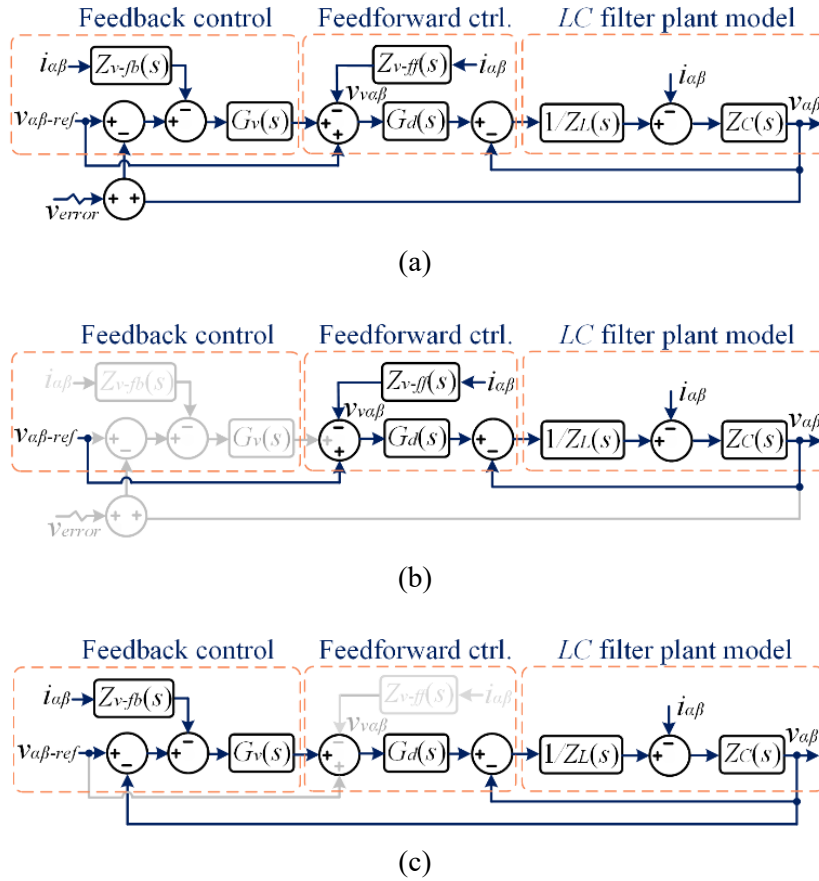 Feedback control Feedforward ctrl. LC filter plant model
iαβ Zv-fb(s) Zv-ff(s) iαβ iαβ
vvαβ vαβ
vαβ-ref + − + − Gv(s) + − + Gd(s) + − 1/ZL(s) + − ZC(s)
verror + +
(a)
Feedback control Feedforward ctrl. LC filter plant model
iαβ Zv-fb(s) Zv-ff(s) iαβ iαβ
vvαβ vαβ
vαβ-ref + − + − Gv(s) + − + Gd(s) + − 1/ZL(s) + − ZC(s)
verror + +
(b)
Feedback control Feedforward ctrl. LC filter plant model
iαβ Zv-fb(s) Zv-ff(s) iαβ iαβ
vvαβ vαβ
vαβ-ref + − + − Gv(s) + − + Gd(s) + − 1/ZL(s) + − ZC(s)
(c)